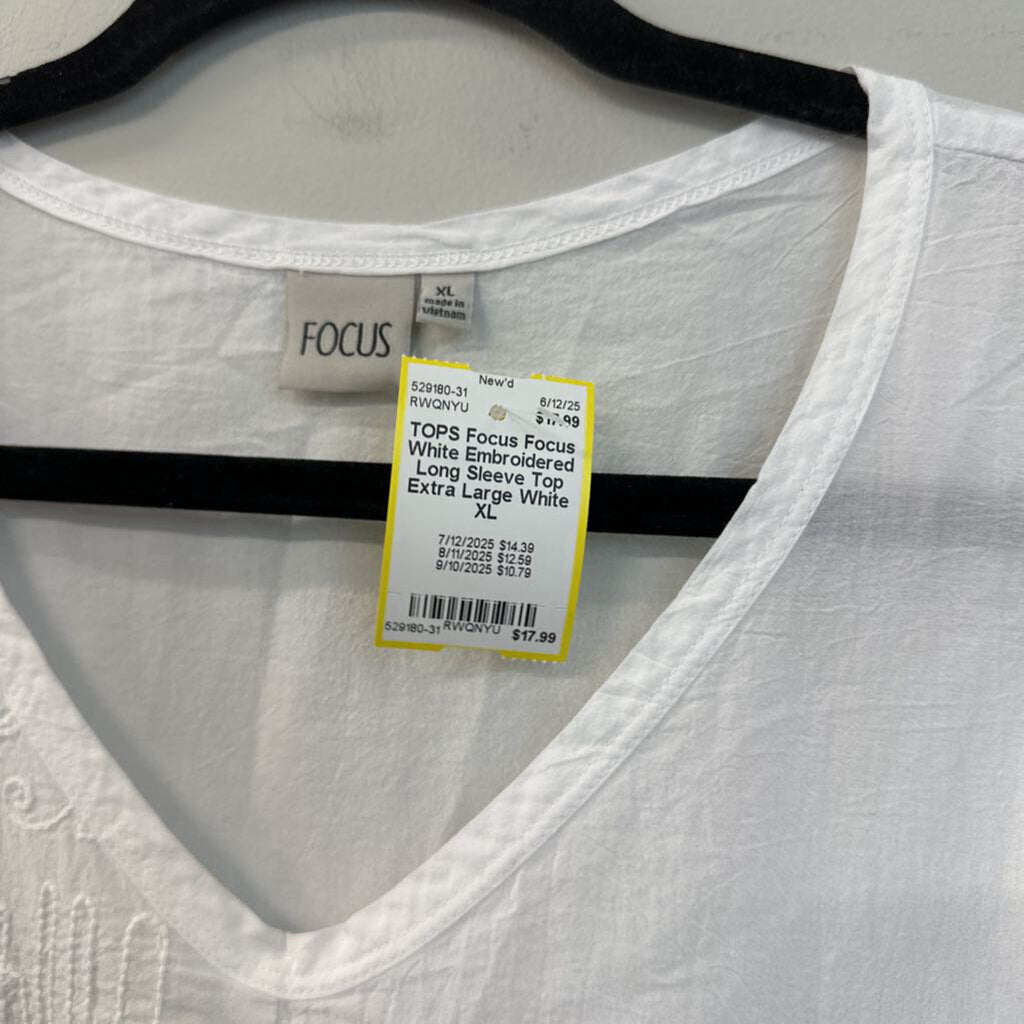 FOCUS
XL
made in
vietnam
New'd
529180-31 6/12/25
RWQNYU $17.99
TOPS Focus Focus
White Embroidered
Long Sleeve Top
Extra Large White
XL
7/12/2025 $14.39
8/11/2025 $12.59
9/10/2025 $10.79
529180-31 RWQNYU $17.99